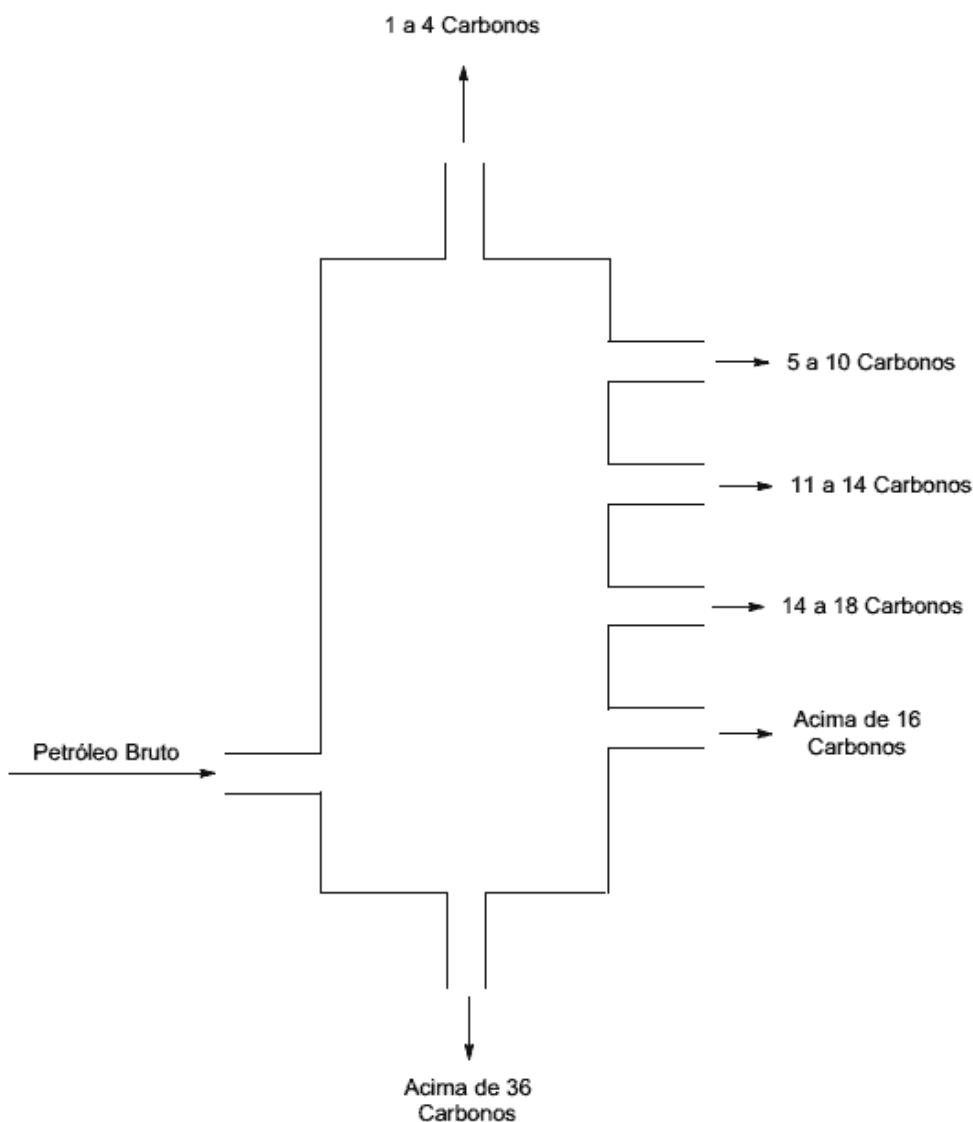 1 a 4 Carbonos
5 a 10 Carbonos
11 a 14 Carbonos
14 a 18 Carbonos
Acima de 16
Carbonos
Petróleo Bruto
Acima de 36
Carbonos